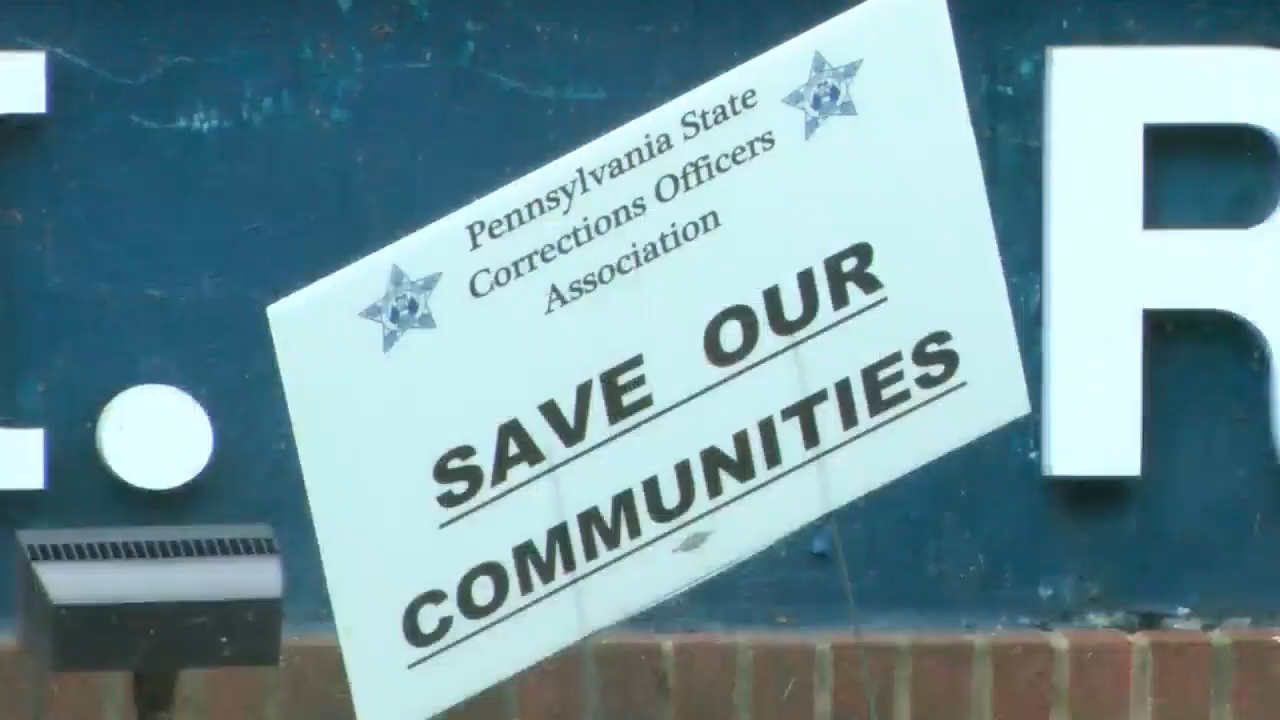 Pennsylvania State
Corrections Officers
Association
SAVE OUR
COMMUNITIES
R